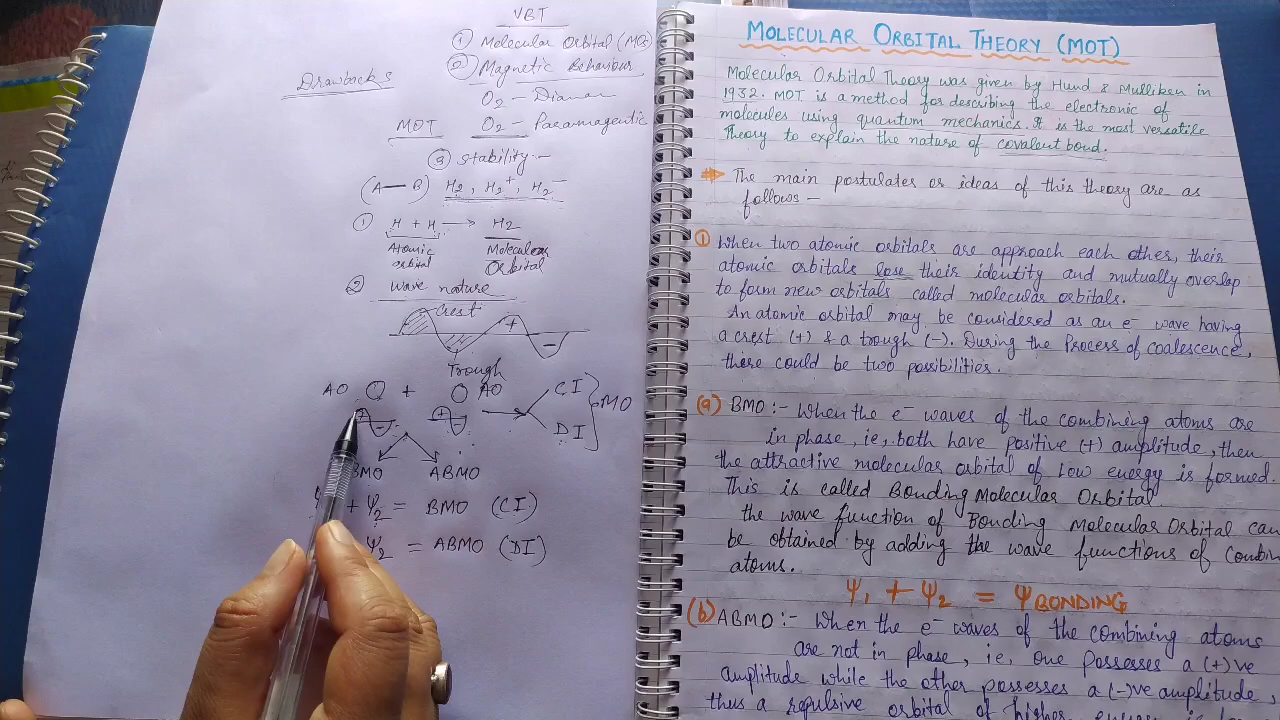 VBT
① Molecular Orbital (MO)
② Magnetic Behaviour
Drawbacks
O2 - Diamag
MOT O2 - Paramagentic
③ Stability -
(A — B) H2, H2+, H2-
① H + H → H2
Atomic orbital
Molecular Orbital
② wave nature
Crest
+
-
Trough
AO + AO CI
DI
MO
+ - + -
BMO ABMO
+ ψ2 = BMO (CI)
ψ2 = ABMO (DI)
MOLECULAR ORBITAL THEORY (MOT)
Molecular Orbital Theory was given by Hund & Mulliken in
1932. MOT is a method for describing the electronic of
molecules using quantum mechanics. It is the most versatile
Theory to explain the nature of covalent bond.
The main postulates or ideas of this theory are as
follows -
① When two atomic orbitals are approach each other, their
atomic orbitals lose their identity and mutually overlap
to form new orbitals called molecular orbitals.
An atomic orbital may be considered as an e- wave having
a crest (+) & a trough (-). During the Process of coalescence,
there could be two possibilities.
(a) BMO :- When the e- waves of the combining atoms are
in phase, ie, both have positive (+) amplitude, then
the attractive molecular orbital of Low energy is formed.
This is called Bonding Molecular Orbital.
the wave function of Bonding Molecular Orbital can
be obtained by adding the wave functions of Combin
atoms.
ψ1 + ψ2 = ψBONDING
(b) ABMO :- When the e- waves of the combining atoms
are not in phase, i.e. one possesses a (+)ve
amplitude while the other possesses (-)ve amplitude,
thus a repulsive orbital of higher